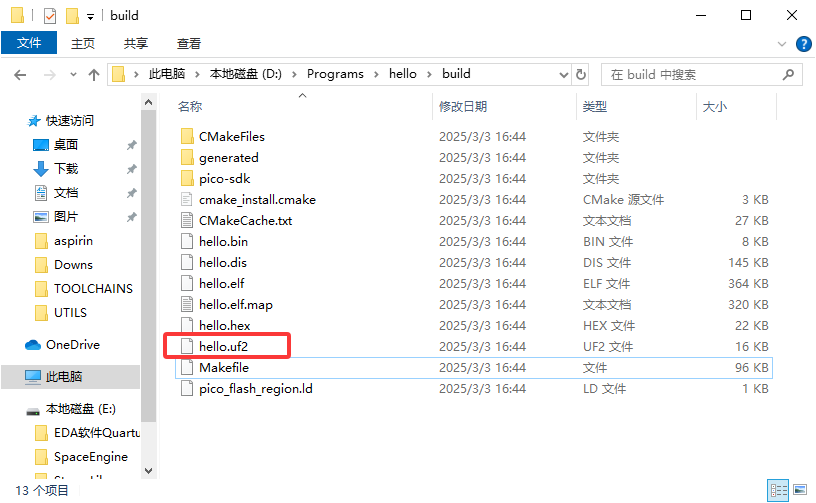 build
文件 主页 共享 查看
此电脑 本地磁盘 (D:) Programs hello build 在 build 中搜索
名称 修改日期 类型 大小
快速访问
桌面
下载
文档
图片
aspirin
Downs
TOOLCHAINS
UTILS
OneDrive
此电脑
本地磁盘 (E:)
EDA软件Quartu
SpaceEngine
CMakeFiles 2025/3/3 16:44 文件夹
generated 2025/3/3 16:44 文件夹
pico-sdk 2025/3/3 16:44 文件夹
cmake_install.cmake 2025/3/3 16:44 CMake 源文件 3 KB
CMakeCache.txt 2025/3/3 16:44 文本文档 27 KB
hello.bin 2025/3/3 16:44 BIN 文件 8 KB
hello.dis 2025/3/3 16:44 DIS 文件 145 KB
hello.elf 2025/3/3 16:44 ELF 文件 364 KB
hello.elf.map 2025/3/3 16:44 文本文档 320 KB
hello.hex 2025/3/3 16:44 HEX 文件 22 KB
hello.uf2 2025/3/3 16:44 UF2 文件 16 KB
Makefile 2025/3/3 16:44 文件 96 KB
pico_flash_region.ld 2025/3/3 16:44 LD 文件 1 KB
13 个项目